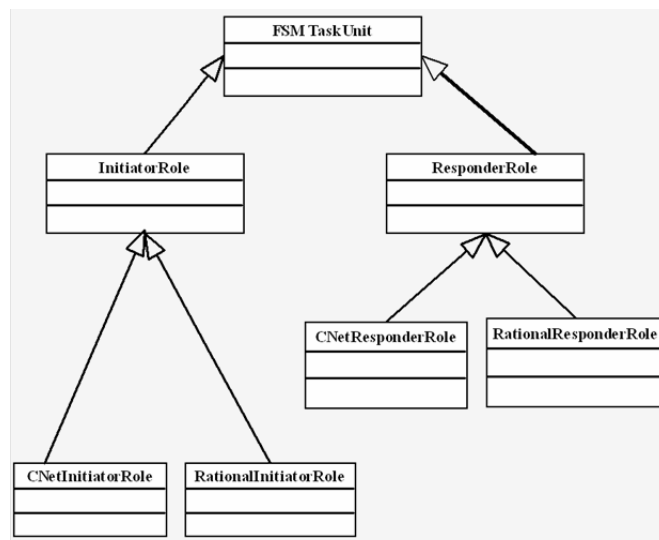 FSM TaskUnit
InitiatorRole
ResponderRole
CNetResponderRole
RationalResponderRole
CNetInitiatorRole
RationalInitiatorRole